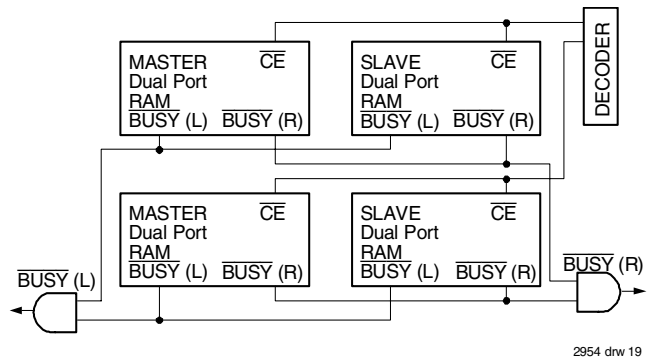 MASTER
Dual Port
RAM
CE
BUSY (L) BUSY (R)
SLAVE
Dual Port
RAM
CE
BUSY (L) BUSY (R)
DECODER
MASTER
Dual Port
RAM
CE
BUSY (L) BUSY (R)
SLAVE
Dual Port
RAM
CE
BUSY (L) BUSY (R)
BUSY (L)
BUSY (R)
2954 drw 19